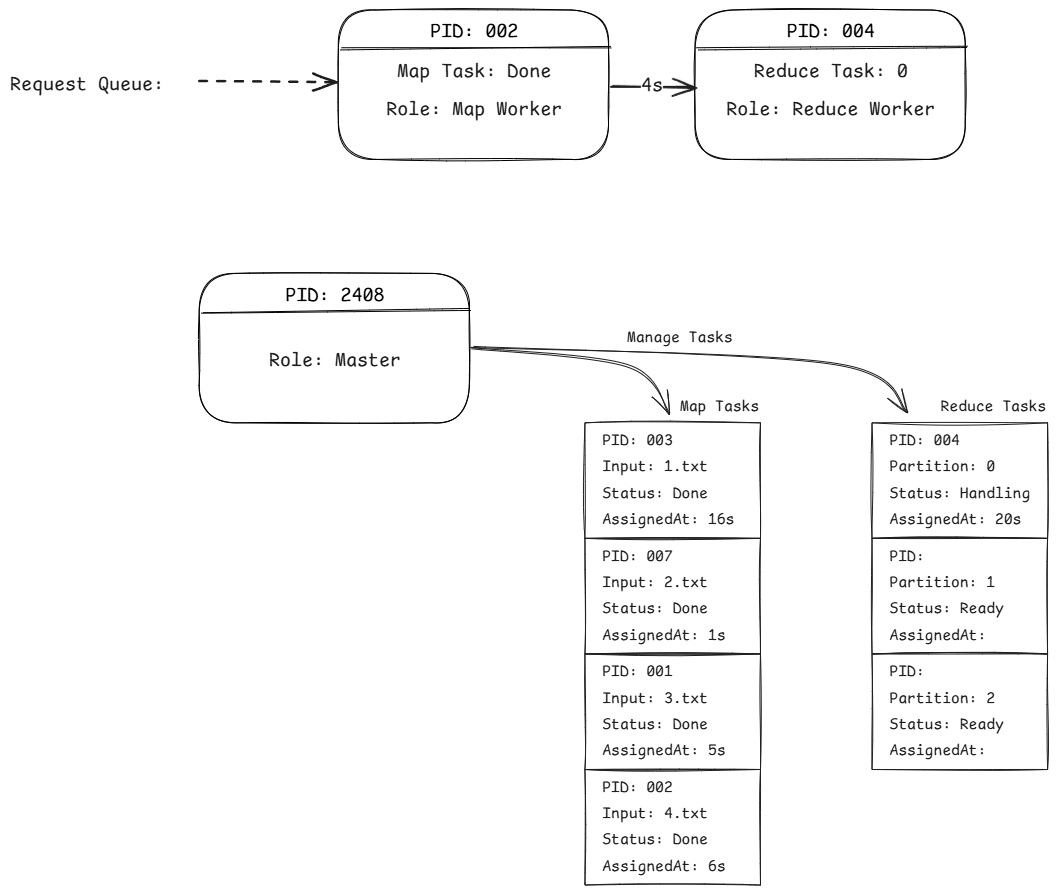 PID: 002
PID: 004
Request Queue:
Map Task: Done
Role: Map Worker
4s
Reduce Task: 0
Role: Reduce Worker
PID: 2408
Role: Master
Manage Tasks
Map Tasks
PID: 003
Input: 1.txt
Status: Done
AssignedAt: 16s
PID: 007
Input: 2.txt
Status: Done
AssignedAt: 1s
PID: 001
Input: 3.txt
Status: Done
AssignedAt: 5s
PID: 002
Input: 4.txt
Status: Done
AssignedAt: 6s
Reduce Tasks
PID: 004
Partition: 0
Status: Handling
AssignedAt: 20s
PID:
Partition: 1
Status: Ready
AssignedAt:
PID:
Partition: 2
Status: Ready
AssignedAt: